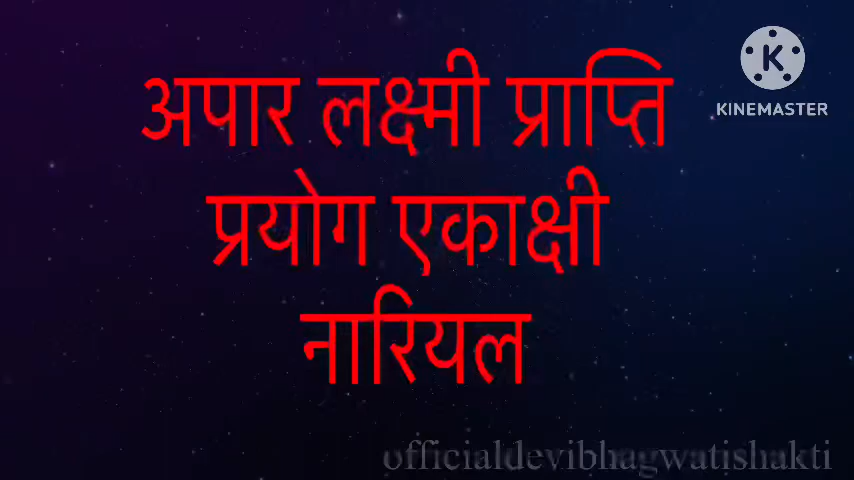 अपार लक्ष्मी प्राप्ति
प्रयोग एकाक्षी
नारियल
K
KINEMASTER
officialdevibhagwatishakti